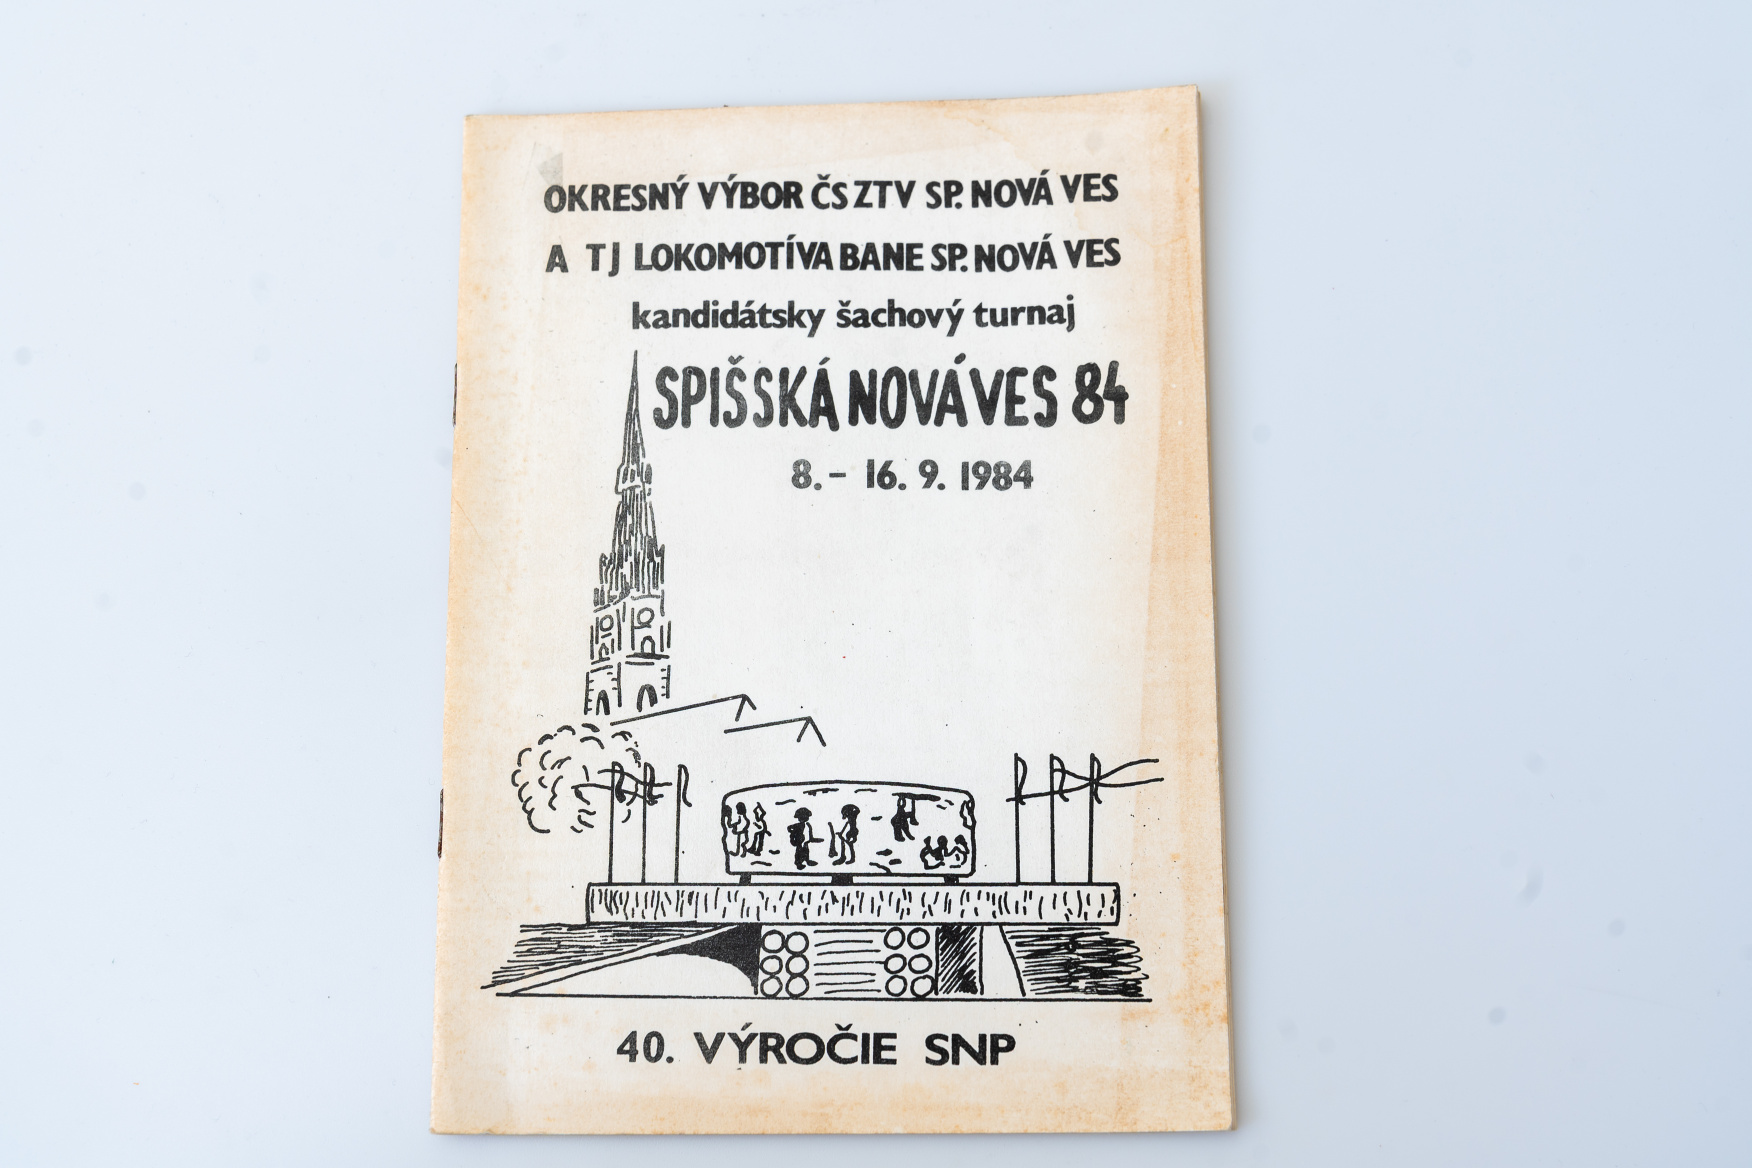 OKRESNÝ VÝBOR ČS ZTV SP. NOVÁ VES
A TJ LOKOMOTÍVA BANE SP. NOVÁ VES
kandidátsky šachový turnaj
SPIŠSKÁ NOVÁ VES 84
8. – 16. 9. 1984
40. VÝROČIE SNP